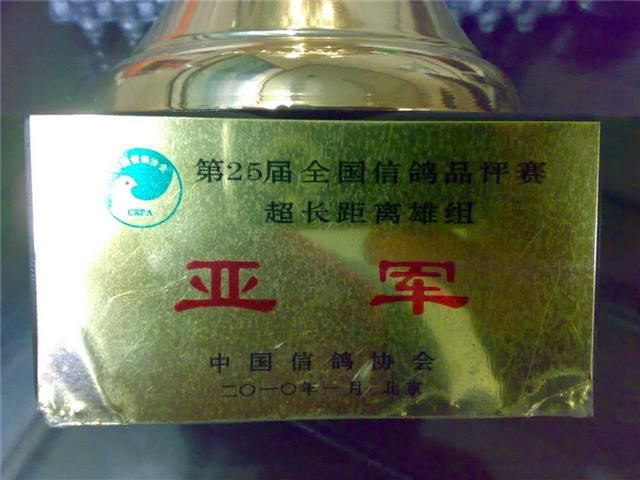 第25届全国信鸽品评赛
超长距离雄组
亚军
中国信鸽协会
二〇一〇年一月 北京
CRPA